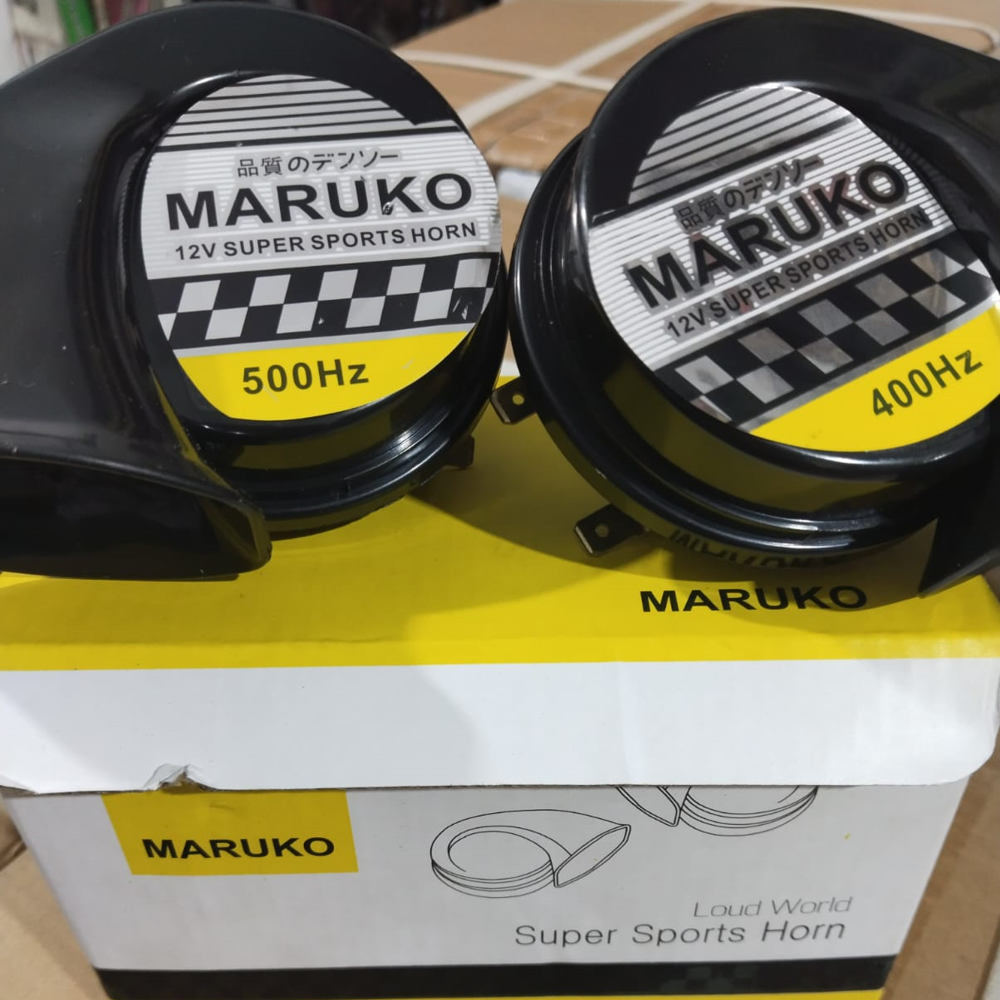 品質のデンソー
MARUKO
12V SUPER SPORTS HORN
500Hz
品質のデンソー
MARUKO
12V SUPER SPORTS HORN
400Hz
MARUKO
MARUKO
Loud World
Super Sports Horn